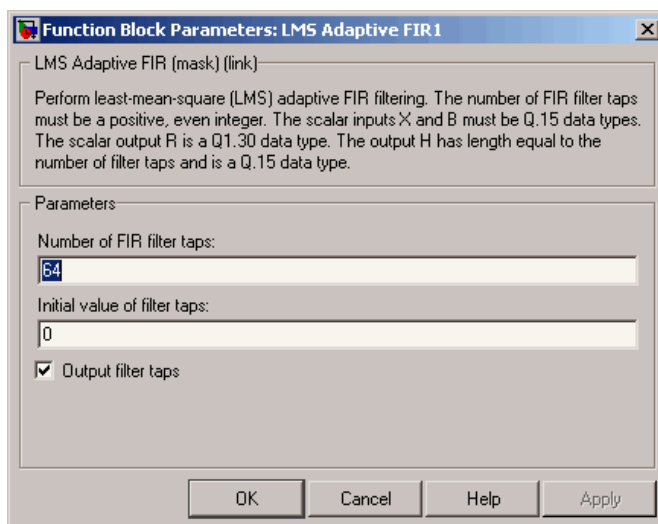 Function Block Parameters: LMS Adaptive FIR1
LMS Adaptive FIR (mask) (link)
Perform least-mean-square (LMS) adaptive FIR filtering. The number of FIR filter taps
must be a positive, even integer. The scalar inputs X and B must be Q.15 data types.
The scalar output R is a Q1.30 data type. The output H has length equal to the
number of filter taps and is a Q.15 data type.
Parameters
Number of FIR filter taps:
64
Initial value of filter taps:
0
Output filter taps
OK Cancel Help Apply